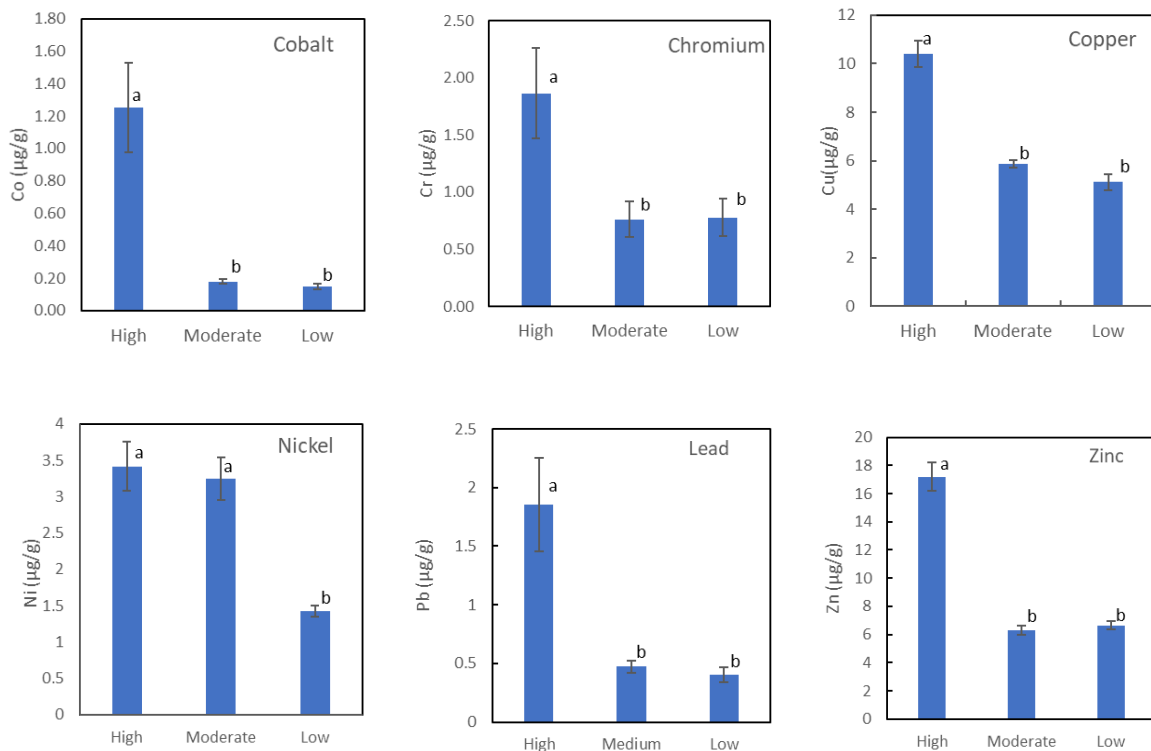 Cobalt
Co (µg/g)
1.80
1.60
1.40
1.20
1.00
0.80
0.60
0.40
0.20
0.00
a
b
b
High Moderate Low
Chromium
Cr (µg/g)
2.50
2.00
1.50
1.00
0.50
0.00
a
b
b
High Moderate Low
Copper
Cu(µg/g)
12
10
8
6
4
2
0
a
b
b
High Moderate Low
Nickel
Ni (µg/g)
4
3.5
3
2.5
2
1.5
1
0.5
0
a
a
b
High Moderate Low
Lead
Pb (µg/g)
2.5
2
1.5
1
0.5
0
a
b
b
High Medium Low
Zinc
Zn (µg/g)
20
18
16
14
12
10
8
6
4
2
0
a
b
b
High Moderate Low